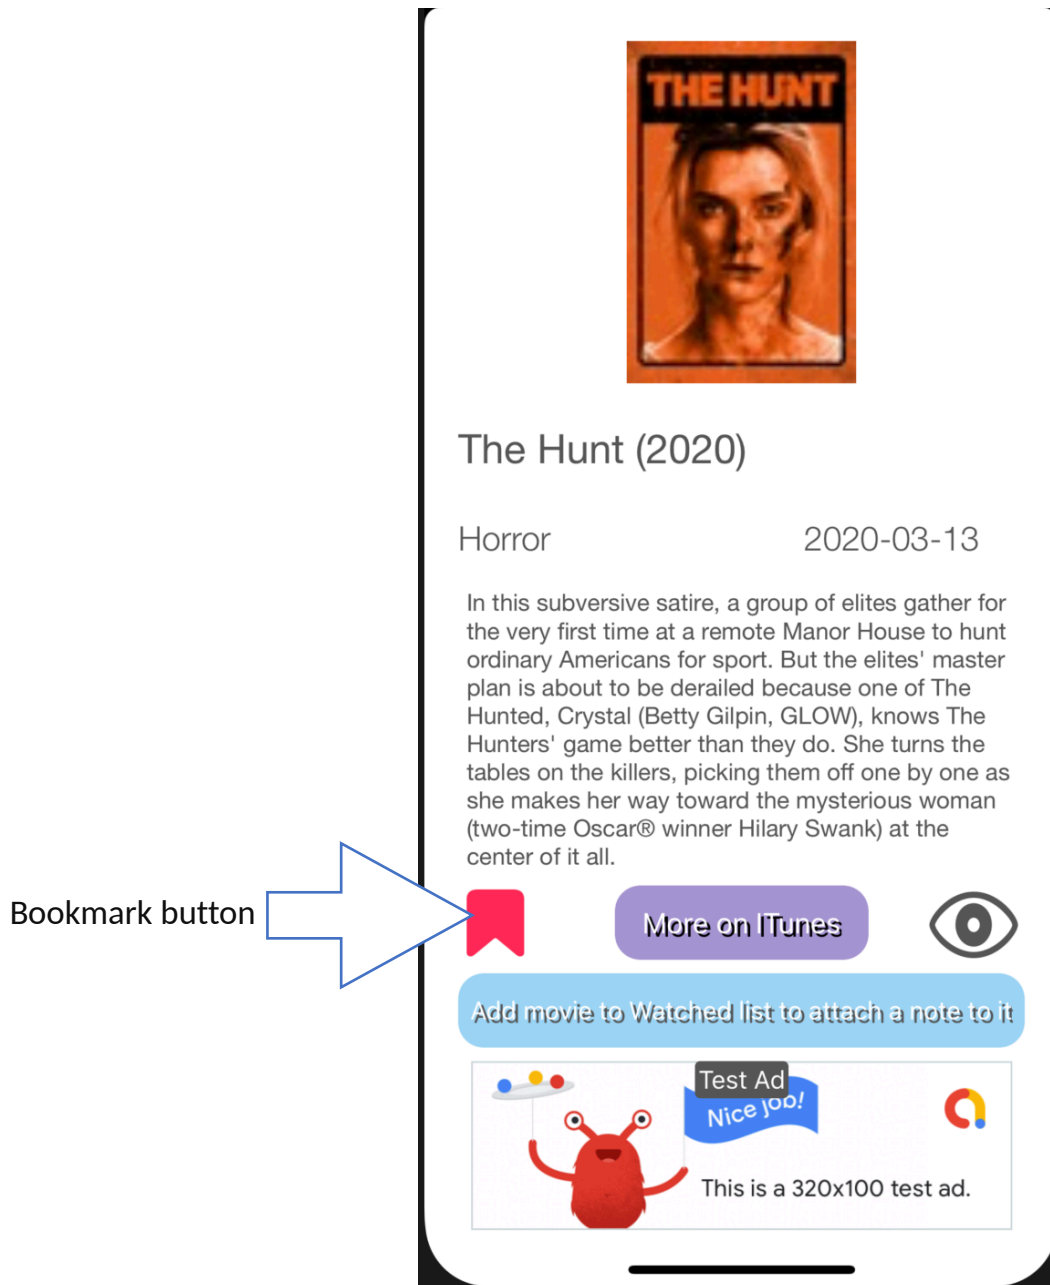 THE HUNT
The Hunt (2020)
Horror 2020-03-13
In this subversive satire, a group of elites gather for
the very first time at a remote Manor House to hunt
ordinary Americans for sport. But the elites' master
plan is about to be derailed because one of The
Hunted, Crystal (Betty Gilpin, GLOW), knows The
Hunters' game better than they do. She turns the
tables on the killers, picking them off one by one as
she makes her way toward the mysterious woman
(two-time Oscar® winner Hilary Swank) at the
center of it all.
Bookmark button
More on ITunes
Add movie to Watched list to attach a note to it
Test Ad
Nice job!
This is a 320x100 test ad.